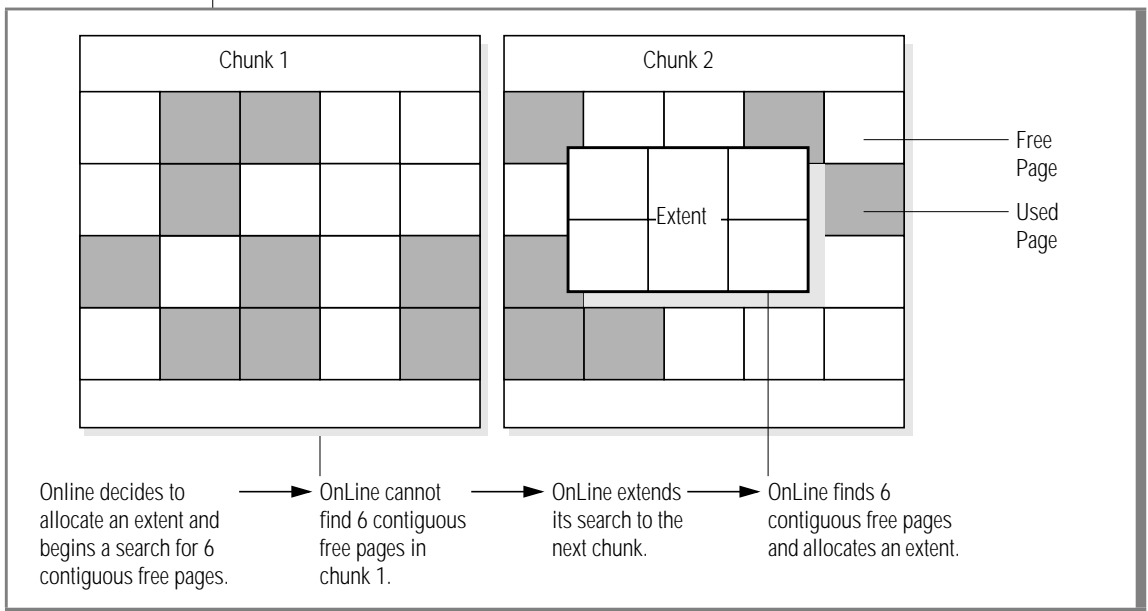 Chunk 1
Chunk 2
Free
Page
Extent
Used
Page
Online decides to
allocate an extent and
begins a search for 6
contiguous free pages.
OnLine cannot
find 6 contiguous
free pages in
chunk 1.
OnLine extends
its search to the
next chunk.
OnLine finds 6
contiguous free pages
and allocates an extent.